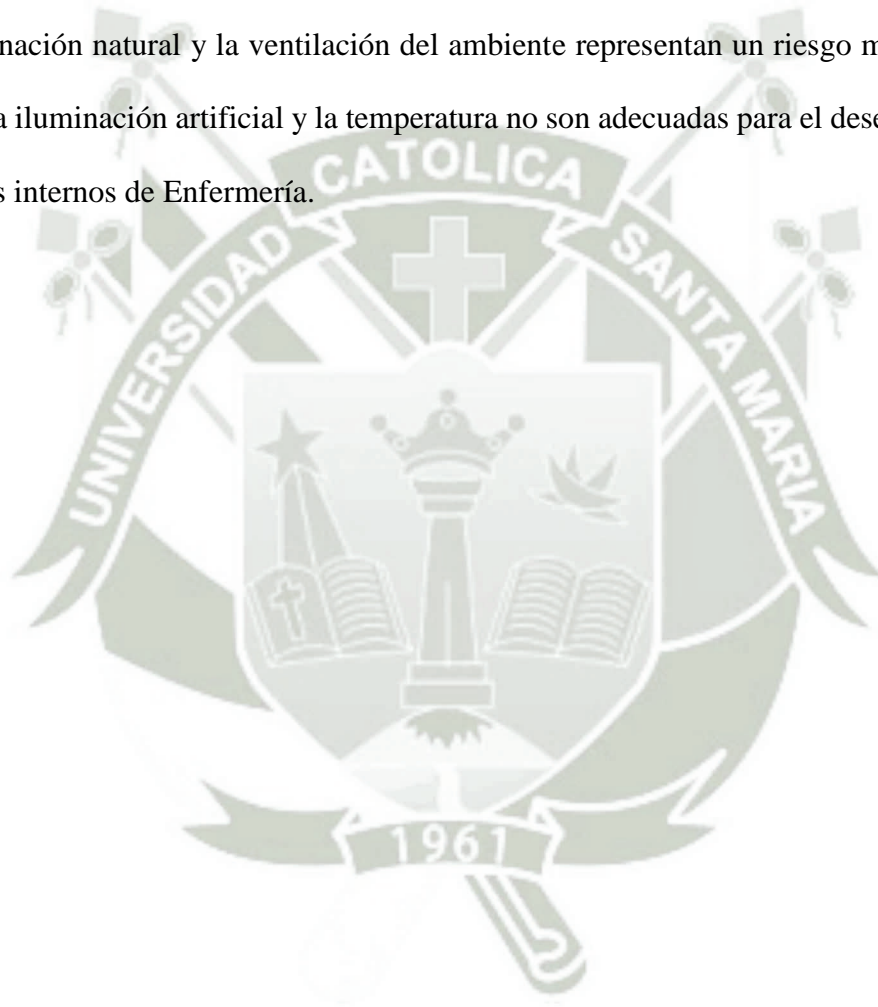 nación natural y la ventilación del ambiente representan un riesgo
a iluminación artificial y la temperatura no son adecuadas para el
s internos de Enfermería.
CATOLICA
UNIVERSIDAD
SANTA MARIA
1961